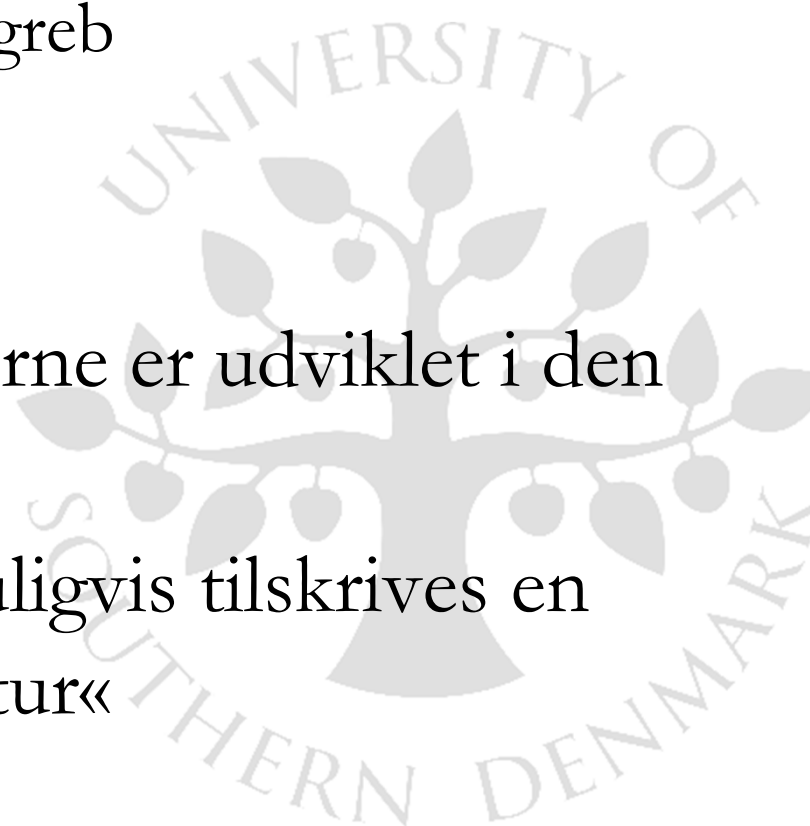 greb
rne er udviklet i den
uligvis tilskrives en
tur«
UNIVERSITY OF
SOUTHERN DENMARK